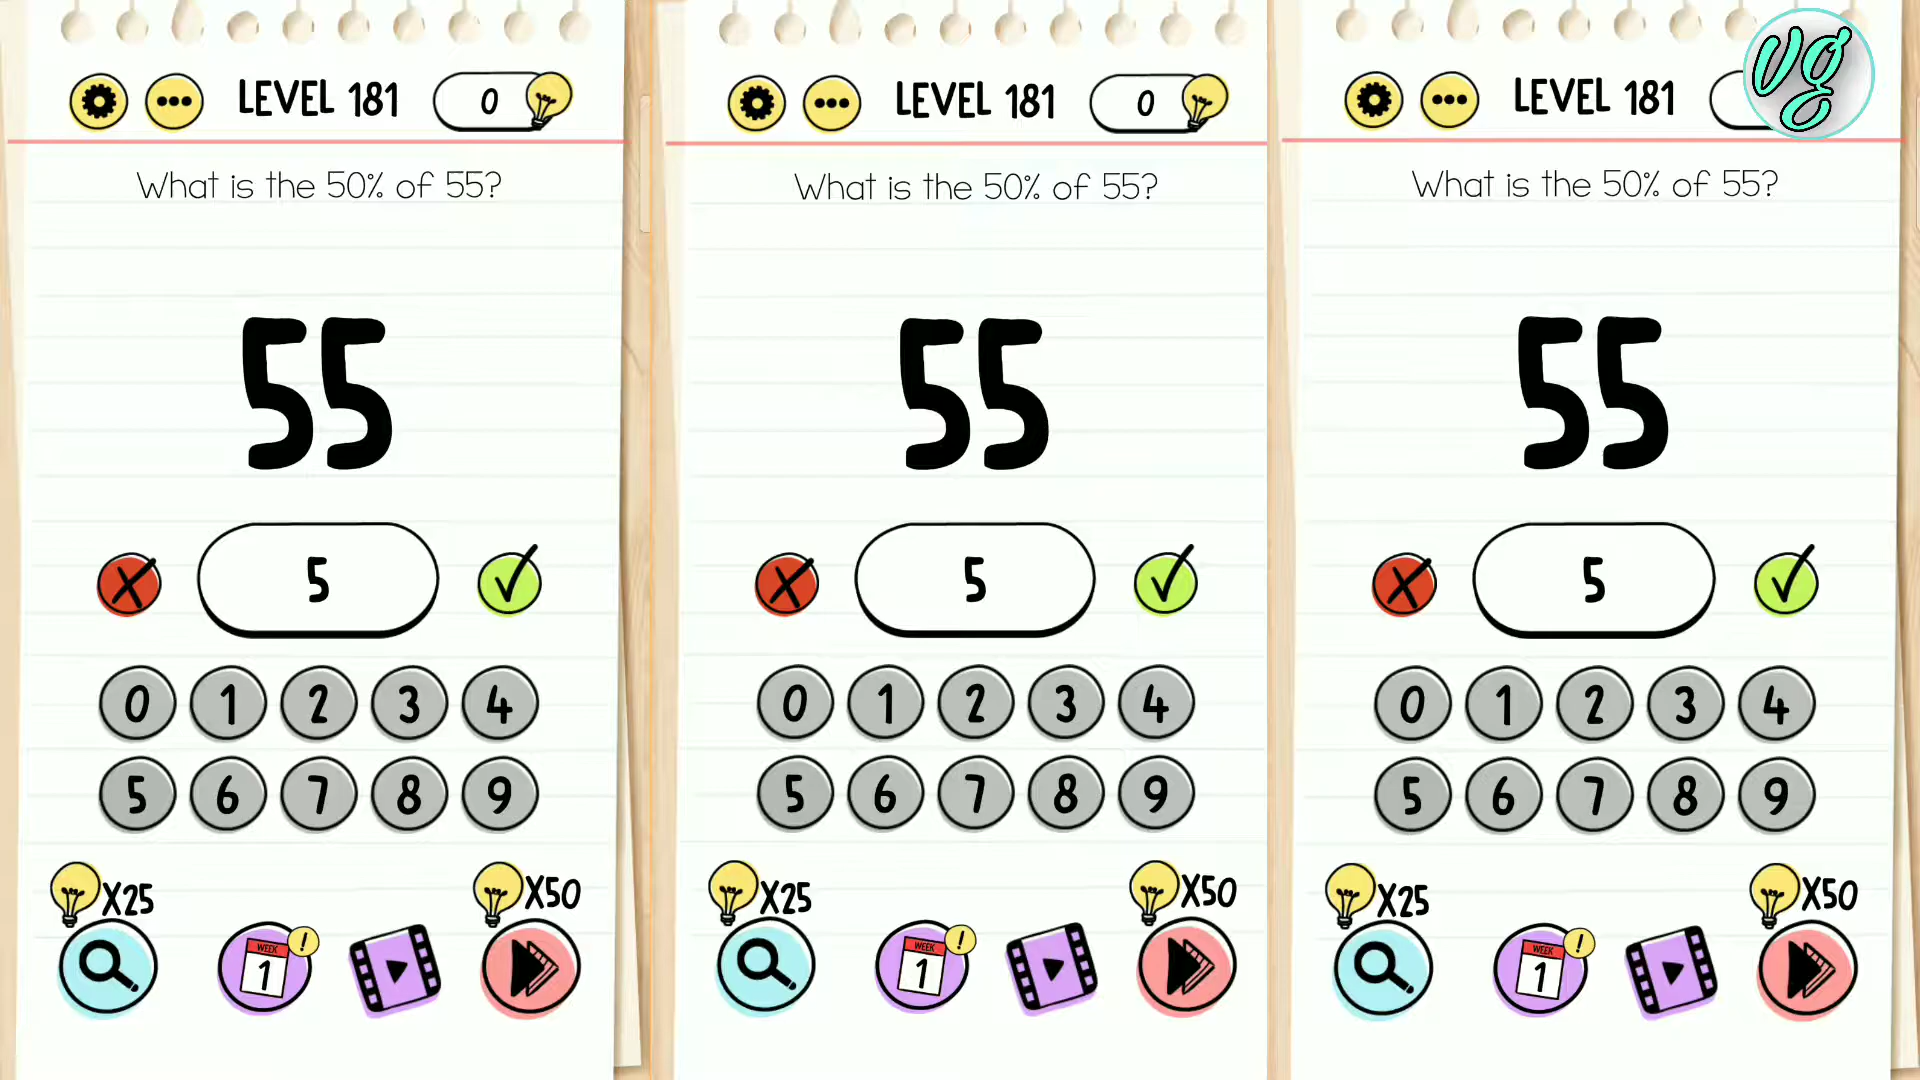 LEVEL 181 0
What is the 50% of 55?
55
5
0 1 2 3 4
5 6 7 8 9
X25 X50
WEEK 1 !
LEVEL 181 0
What is the 50% of 55?
55
5
0 1 2 3 4
5 6 7 8 9
X25 X50
WEEK 1 !
LEVEL 181
vg
What is the 50% of 55?
55
5
0 1 2 3 4
5 6 7 8 9
X25 X50
WEEK 1 !